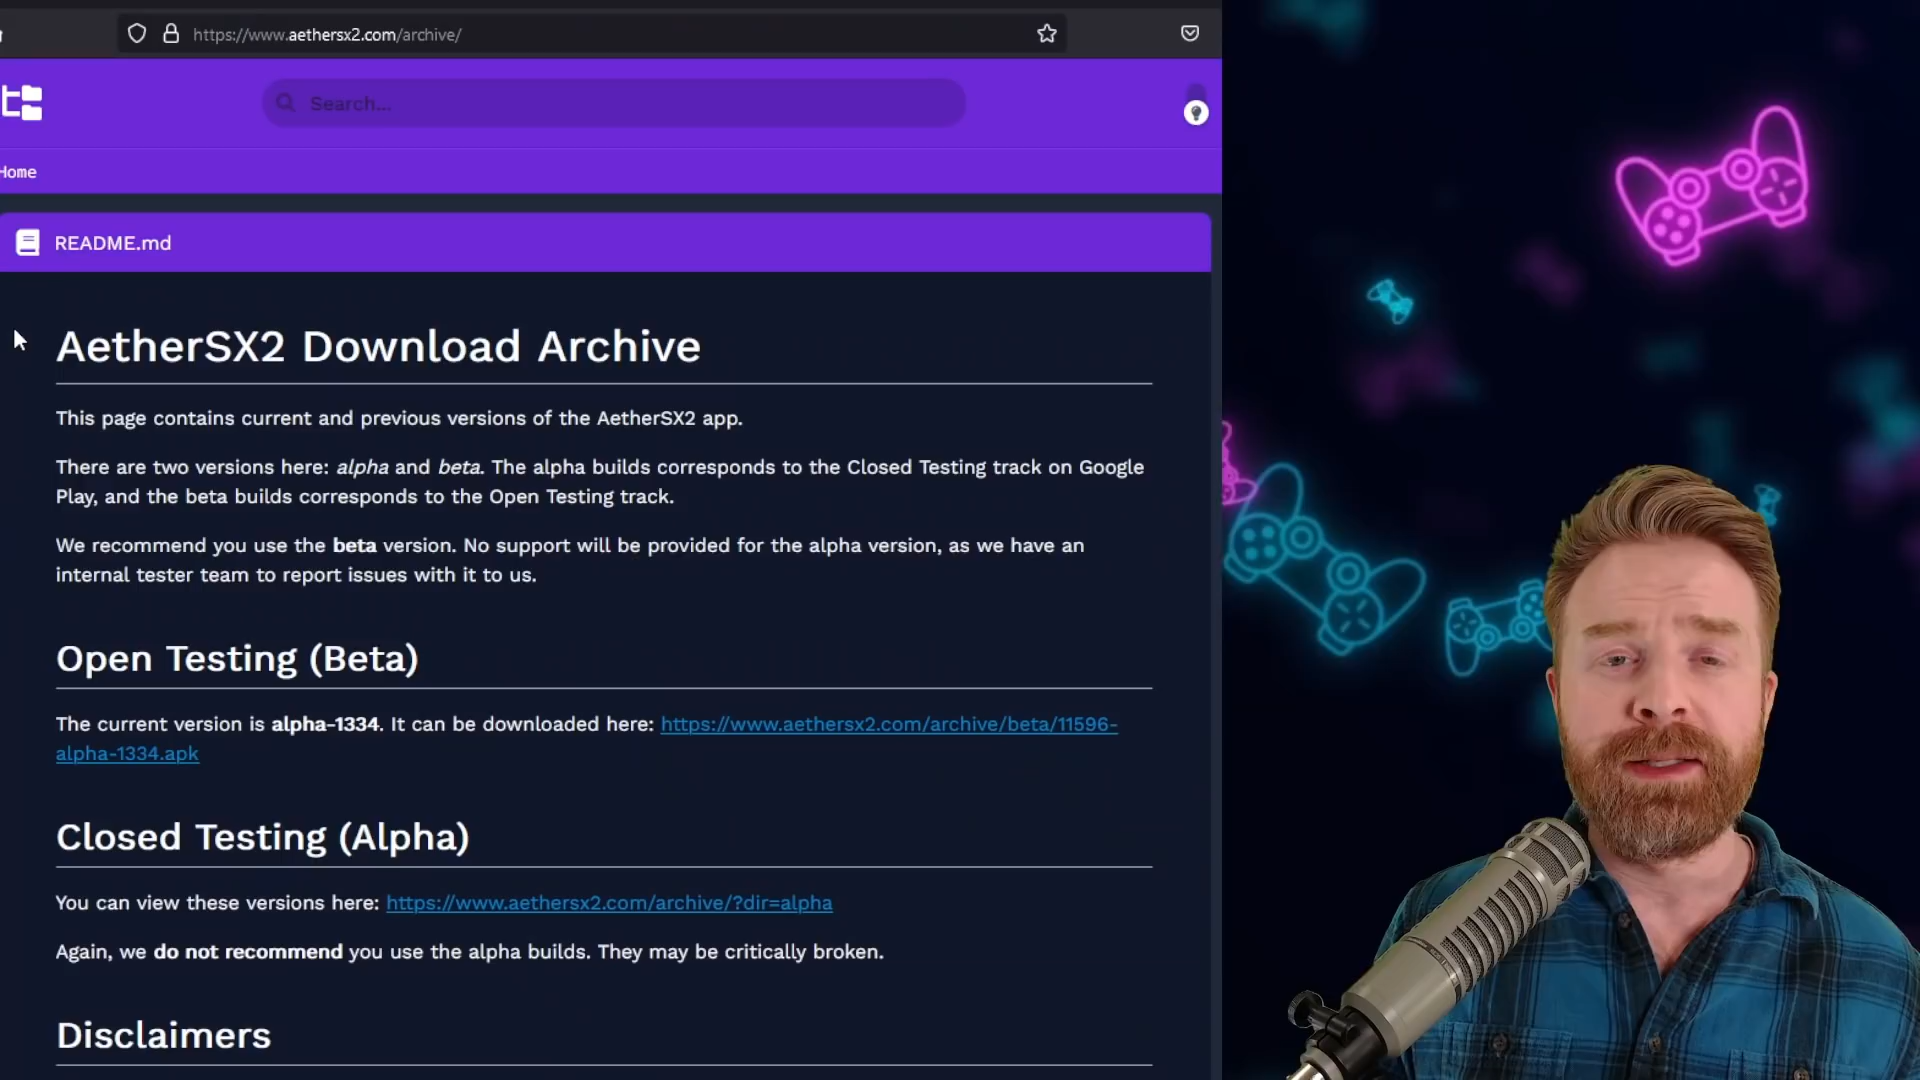 https://www.aethersx2.com/archive/
Search...
Home
README.md
AetherSX2 Download Archive
This page contains current and previous versions of the AetherSX2 app.
There are two versions here: alpha and beta. The alpha builds corresponds to the Closed Testing track on Google
Play, and the beta builds corresponds to the Open Testing track.
We recommend you use the beta version. No support will be provided for the alpha version, as we have an
internal tester team to report issues with it to us.
Open Testing (Beta)
The current version is alpha-1334. It can be downloaded here: https://www.aethersx2.com/archive/beta/11596-
alpha-1334.apk
Closed Testing (Alpha)
You can view these versions here: https://www.aethersx2.com/archive/?dir=alpha
Again, we do not recommend you use the alpha builds. They may be critically broken.
Disclaimers